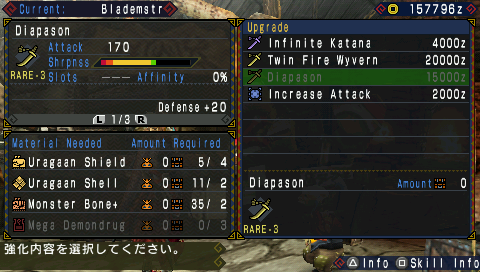 Current: Blademstr
157796z
Diapason
Attack 170
Shrpnss
RARE-3
Slots --- Affinity 0%
Defense +20
L 1/3 R
Upgrade
Infinite Katana 4000z
Twin Fire Wyvern 20000z
Diapason 15000z
Increase Attack 2000z
Material Needed Amount Required
Uragaan Shield 0 5/ 4
Uragaan Shell 0 11/ 2
Monster Bone+ 0 35/ 2
Mega Demondrug 0 0/ 3
Diapason Amount 0
RARE-3
強化内容を選択してください。
△ Info □ Skill Info